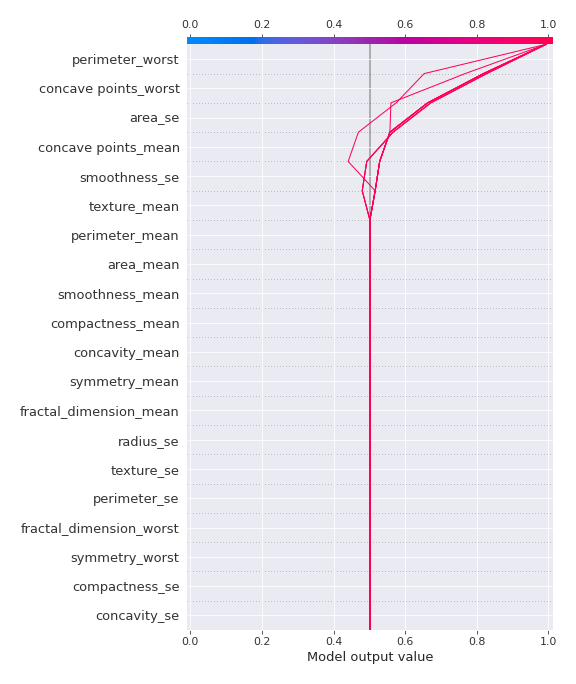 0.0 0.2 0.4 0.6 0.8 1.0
perimeter_worst
concave points_worst
area_se
concave points_mean
smoothness_se
texture_mean
perimeter_mean
area_mean
smoothness_mean
compactness_mean
concavity_mean
symmetry_mean
fractal_dimension_mean
radius_se
texture_se
perimeter_se
fractal_dimension_worst
symmetry_worst
compactness_se
concavity_se
0.0 0.2 0.4 0.6 0.8 1.0
Model output value